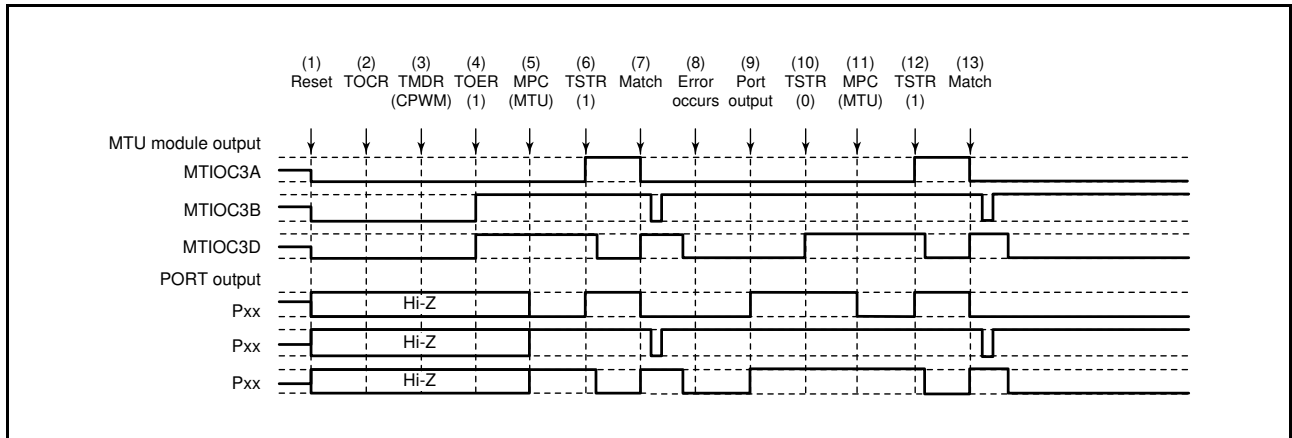 (1) (2) (3) (4) (5) (6) (7) (8) (9) (10) (11) (12) (13)
Reset TOCR TMDR TOER MPC TSTR Match Error Port TSTR MPC TSTR Match
(CPWM) (1) (MTU) (1) occurs output (0) (MTU) (1)
MTU module output
MTIOC3A
MTIOC3B
MTIOC3D
PORT output
Pxx Hi-Z
Pxx Hi-Z
Pxx Hi-Z